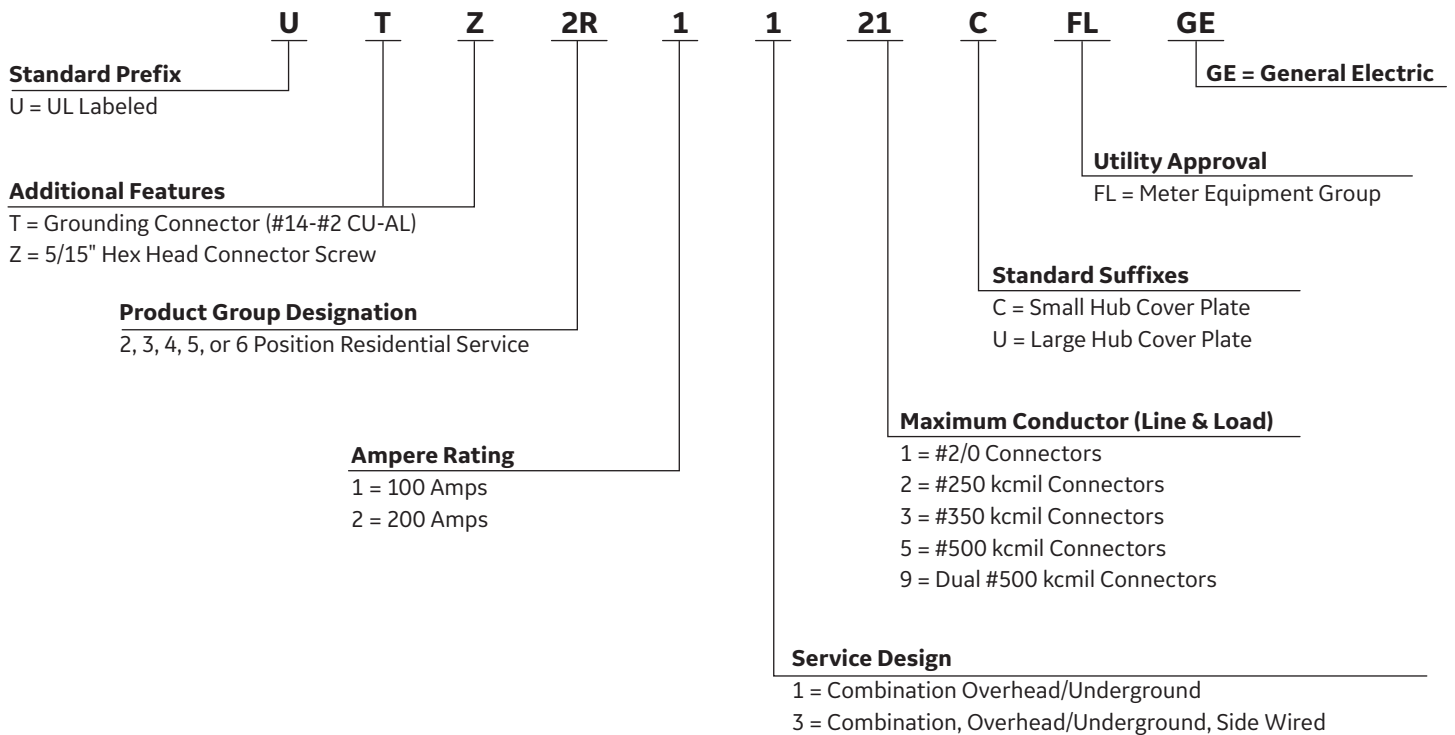 U T Z 2R 1 1 21 C FL GE
Standard Prefix
U = UL Labeled
GE = General Electric
Utility Approval
FL = Meter Equipment Group
Additional Features
T = Grounding Connector (#14-#2 CU-AL)
Z = 5/15" Hex Head Connector Screw
Standard Suffixes
C = Small Hub Cover Plate
U = Large Hub Cover Plate
Product Group Designation
2, 3, 4, 5, or 6 Position Residential Service
Maximum Conductor (Line & Load)
1 = #2/0 Connectors
2 = #250 kcmil Connectors
3 = #350 kcmil Connectors
5 = #500 kcmil Connectors
9 = Dual #500 kcmil Connectors
Ampere Rating
1 = 100 Amps
2 = 200 Amps
Service Design
1 = Combination Overhead/Underground
3 = Combination, Overhead/Underground, Side Wired